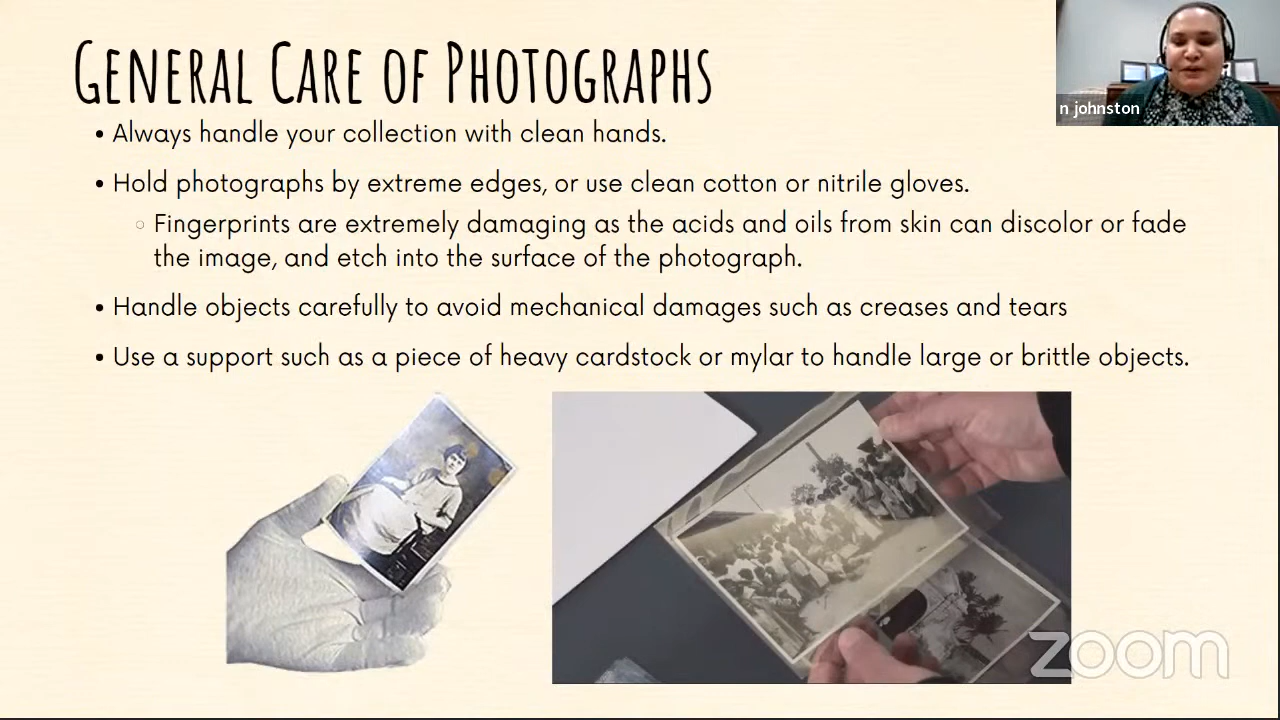 General Care of Photographs
n johnston
• Always handle your collection with clean hands.
• Hold photographs by extreme edges, or use clean cotton or nitrile gloves.
○ Fingerprints are extremely damaging as the acids and oils from skin can discolor or fade
the image, and etch into the surface of the photograph.
• Handle objects carefully to avoid mechanical damages such as creases and tears
• Use a support such as a piece of heavy cardstock or mylar to handle large or brittle objects.
zoom